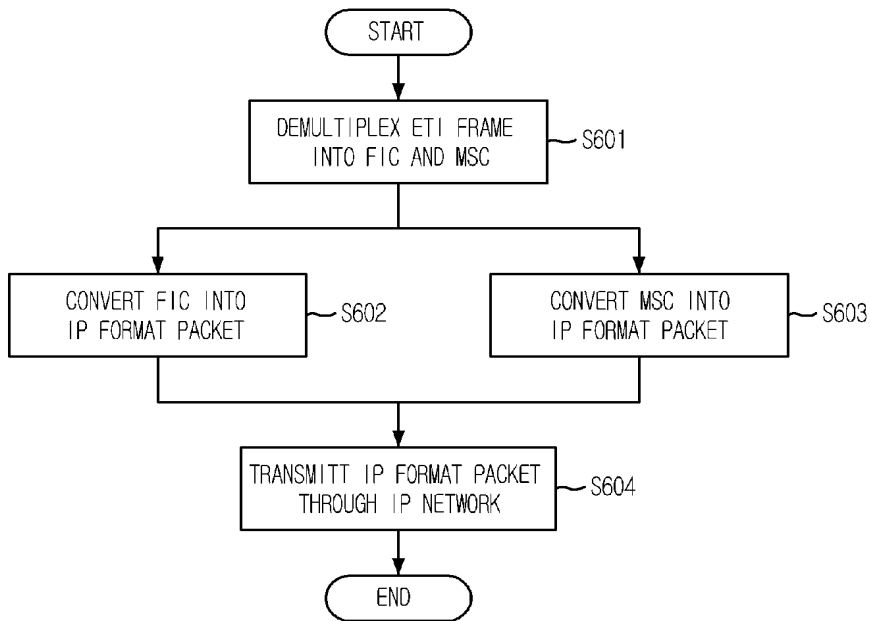 START
DEMULTIPLEX ETI FRAME
INTO FIC AND MSC
S601
CONVERT FIC INTO
IP FORMAT PACKET
S602
CONVERT MSC INTO
IP FORMAT PACKET
S603
TRANSMITT IP FORMAT PACKET
THROUGH IP NETWORK
S604
END